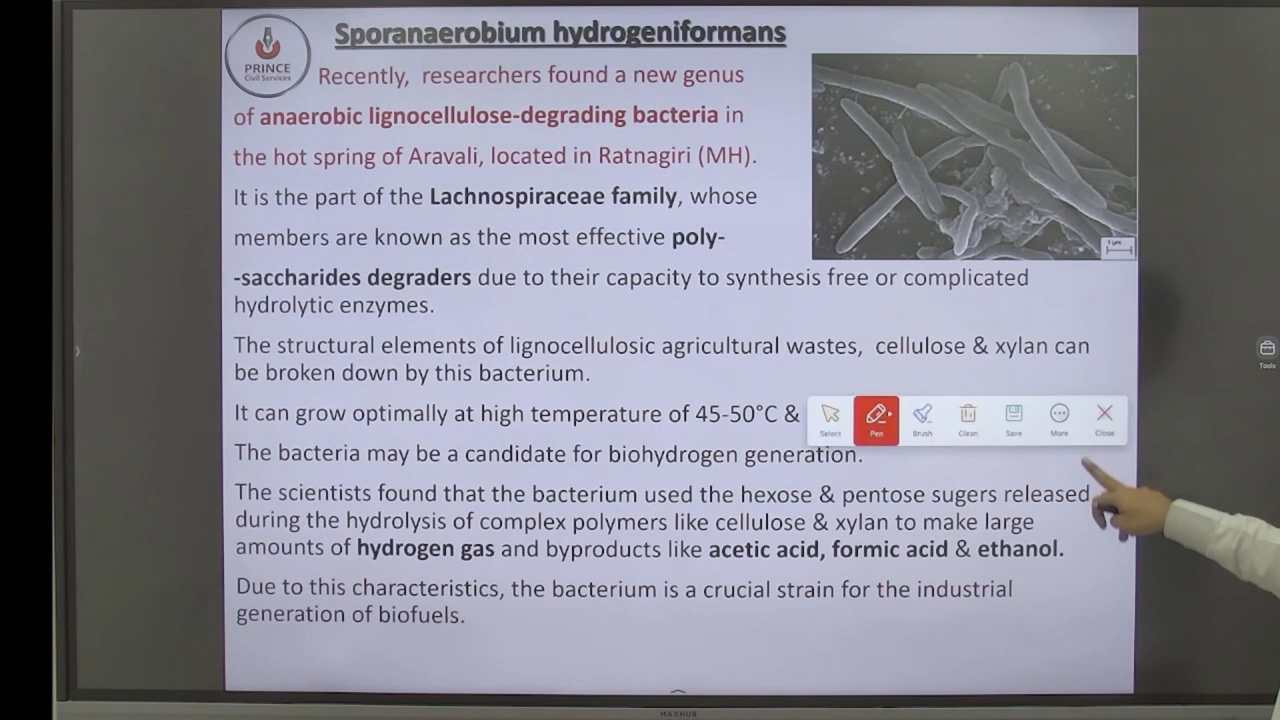 Sporanaerobium hydrogeniformans
PRINCE
Civil Services
Recently, researchers found a new genus
of anaerobic lignocellulose-degrading bacteria in
the hot spring of Aravali, located in Ratnagiri (MH).
It is the part of the Lachnospiraceae family, whose
members are known as the most effective poly-
-saccharides degraders due to their capacity to synthesis free or complicated
hydrolytic enzymes.
1 µm
The structural elements of lignocellulosic agricultural wastes, cellulose & xylan can
be broken down by this bacterium.
It can grow optimally at high temperature of 45-50°C &
Select Pen Brush Clean Save More Close
Tools
The bacteria may be a candidate for biohydrogen generation.
The scientists found that the bacterium used the hexose & pentose sugers released
during the hydrolysis of complex polymers like cellulose & xylan to make large
amounts of hydrogen gas and byproducts like acetic acid, formic acid & ethanol.
Due to this characteristics, the bacterium is a crucial strain for the industrial
generation of biofuels.
MAXHUB